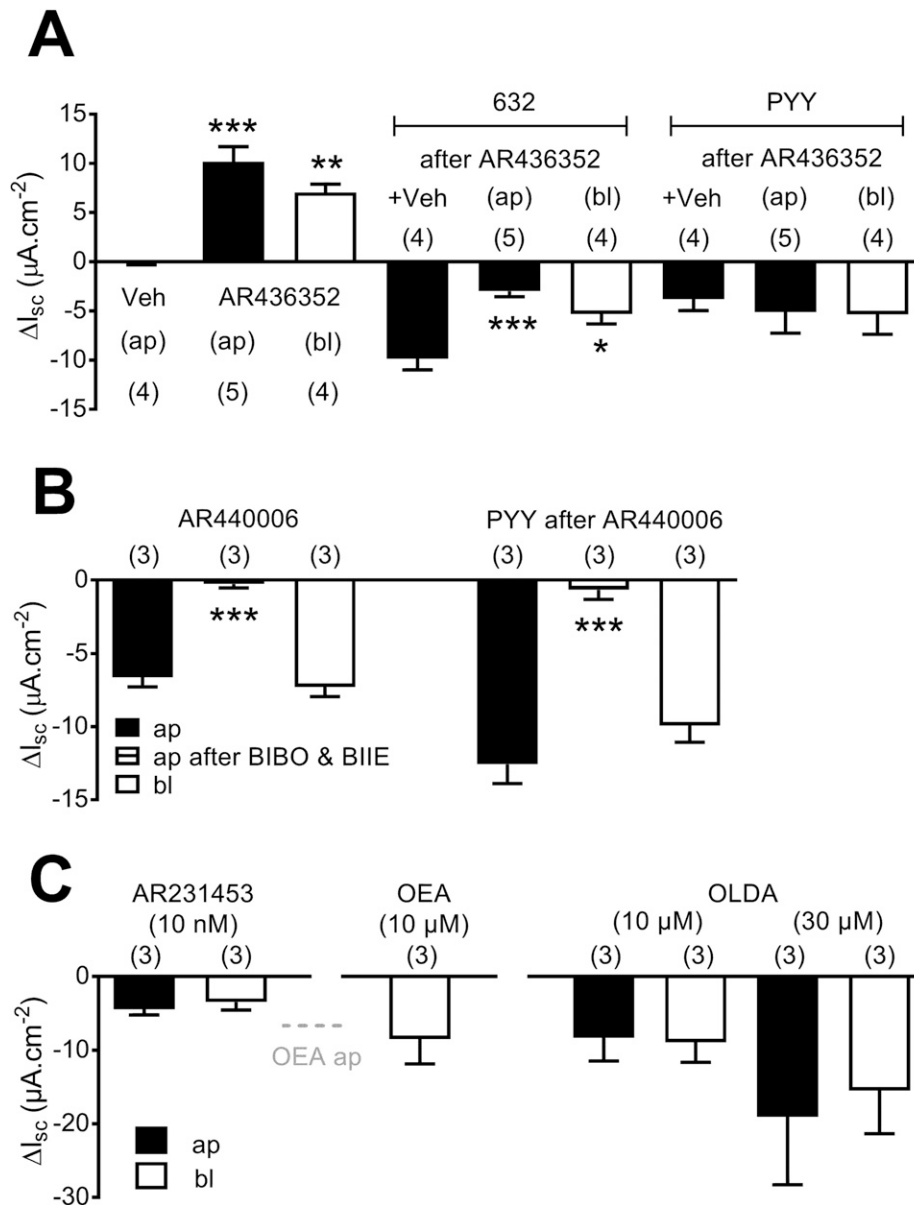 A
632
PYY
***
**
after AR436352
after AR436352
+Veh
(ap)
(bl)
+Veh
(ap)
(bl)
(4)
(5)
(4)
(4)
(5)
(4)
15
10
5
0
-5
-10
-15
ΔIsc (µA.cm-2)
Veh
AR436352
(ap)
(ap)
(bl)
(4)
(5)
(4)
***
*
B
AR440006
PYY after AR440006
(3)
(3)
(3)
(3)
(3)
(3)
0
-5
-10
-15
ΔIsc (µA.cm-2)
***
***
ap
ap after BIBO & BIIE
bl
C
AR231453
OEA
OLDA
(10 nM)
(10 µM)
(10 µM)
(30 µM)
(3)
(3)
(3)
(3)
(3)
(3)
(3)
0
-10
-20
-30
ΔIsc (µA.cm-2)
OEA ap
ap
bl